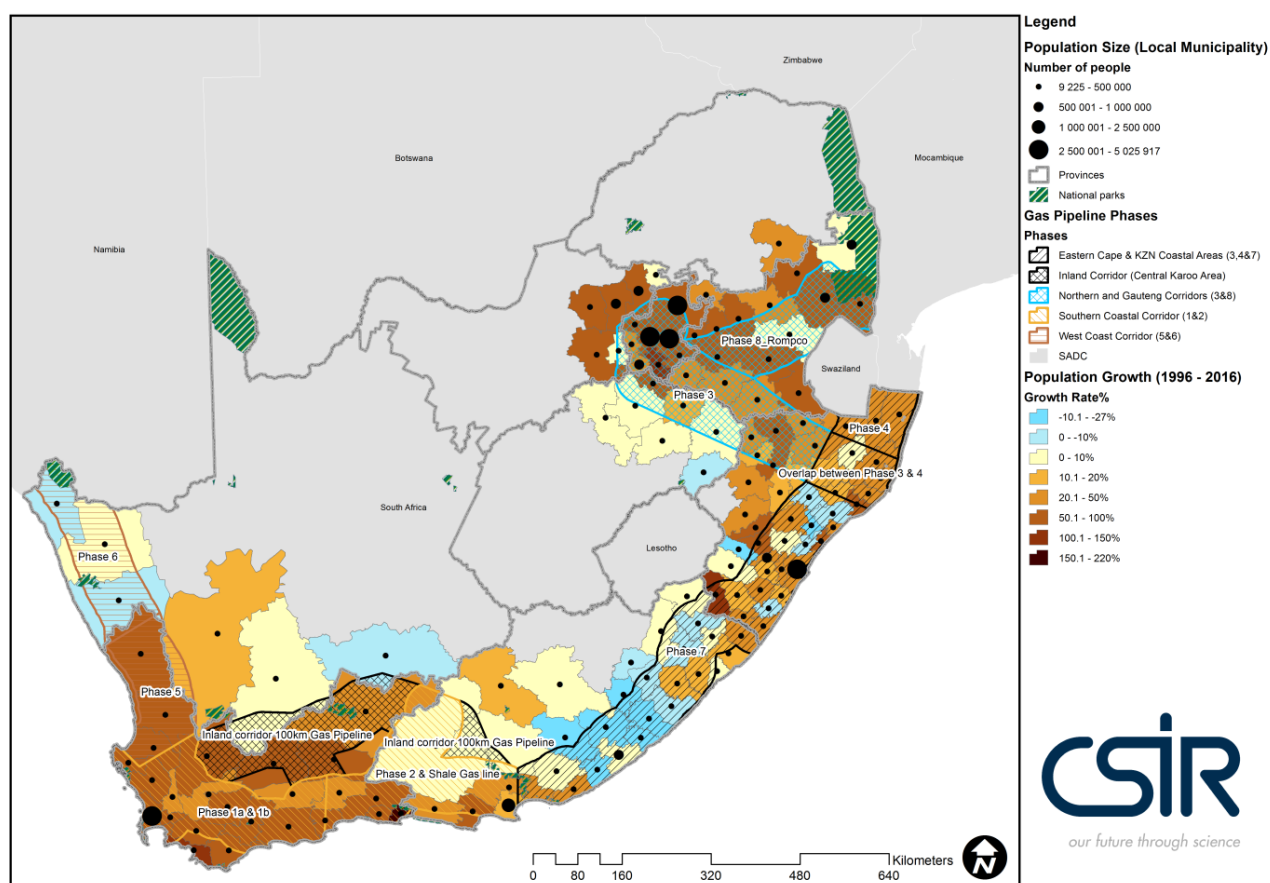 Zimbabwe
Botswana
Mocambique
Namibia
Phase 8_Rompco
Swaziland
Phase 3
Phase 4
Overlap between Phase 3 & 4
South Africa
Lesotho
Phase 6
Phase 7
Phase 5
Inland corridor 100km Gas Pipeline
Inland corridor 100km Gas Pipeline
Phase 2 & Shale Gas line
Phase 1a & 1b
Kilometers
0 80 160 320 480 640
N
Legend
Population Size (Local Municipality)
Number of people
9 225 - 500 000
500 001 - 1 000 000
1 000 001 - 2 500 000
2 500 001 - 5 025 917
Provinces
National parks
Gas Pipeline Phases
Phases
Eastern Cape & KZN Coastal Areas (3,4&7)
Inland Corridor (Central Karoo Area)
Northern and Gauteng Corridors (3&8)
Southern Coastal Corridor (1&2)
West Coast Corridor (5&6)
SADC
Population Growth (1996 - 2016)
Growth Rate%
-10.1 - -27%
0 - -10%
0 - 10%
10.1 - 20%
20.1 - 50%
50.1 - 100%
100.1 - 150%
150.1 - 220%
CSIR
our future through science